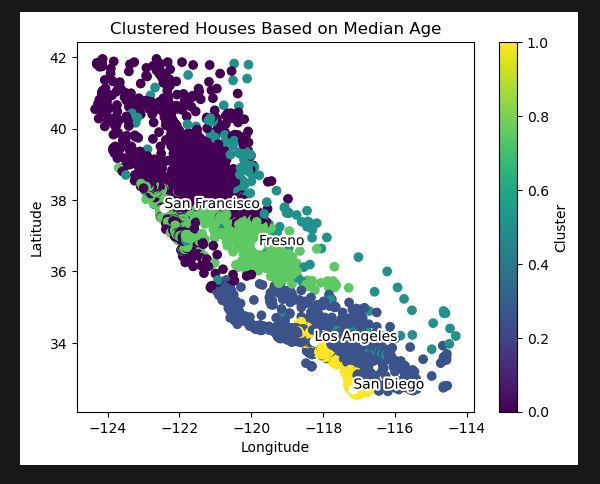 Clustered Houses Based on Median Age
42
40
38
36
34
Latitude
−124
−122
−120
−118
−116
−114
Longitude
San Francisco
Fresno
Los Angeles
San Diego
1.0
0.8
0.6
0.4
0.2
0.0
Cluster